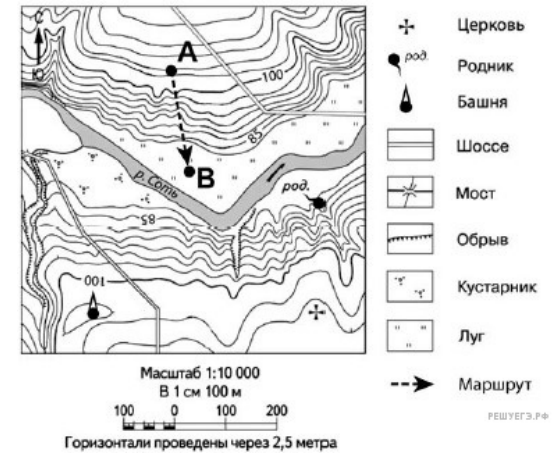 С
Ю
А
В
100
85
р. Соть
род.
85
100
Церковь
род.
Родник
Башня
Шоссе
Мост
Обрыв
Кустарник
Луг
Маршрут
РЕШУЕГЭ.РФ
Масштаб 1:10 000
В 1 см 100 м
100 0 100 200
Горизонтали проведены через 2,5 метра